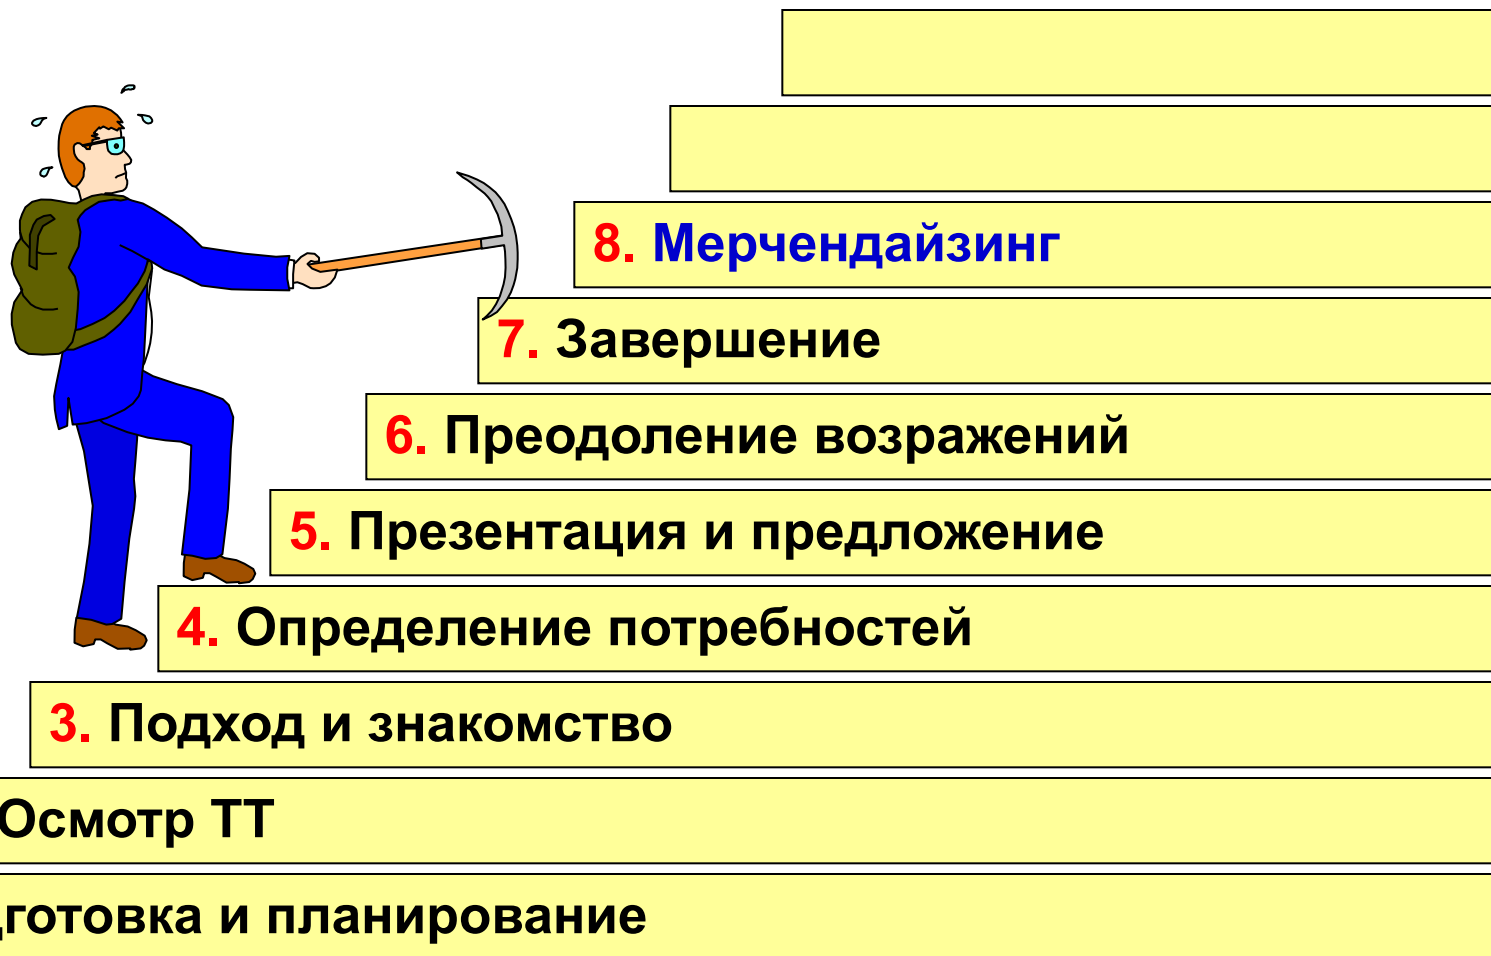 8. Мерчендайзинг
7. Завершение
6. Преодоление возражений
5. Презентация и предложение
4. Определение потребностей
3. Подход и знакомство
Осмотр ТТ
готовка и планирование